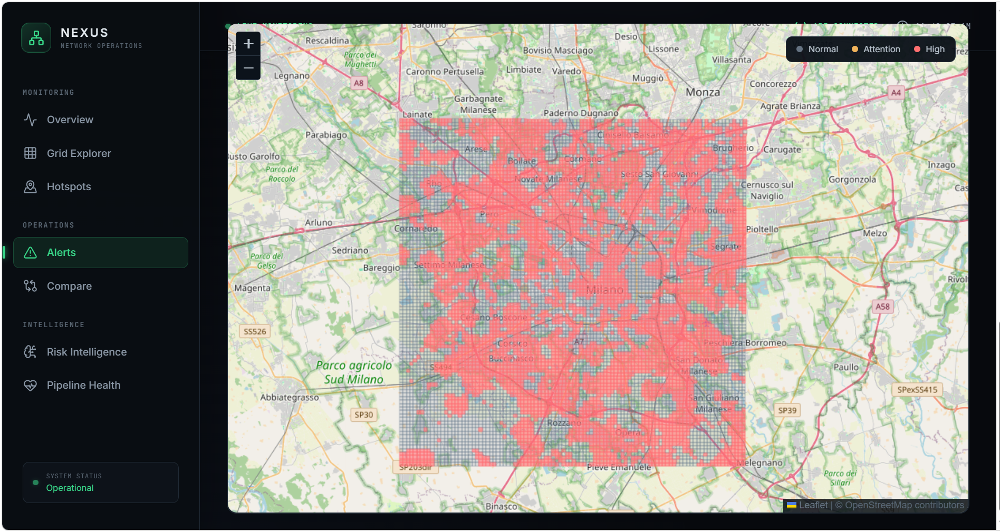 NEXUS
NETWORK OPERATIONS
MONITORING
Overview
Grid Explorer
Hotspots
OPERATIONS
Alerts
Compare
INTELLIGENCE
Risk Intelligence
Pipeline Health
SYSTEM STATUS
Operational
+
−
Normal
Attention
High
Saronno
Rescaldina
Desio
Bovisio Masciago
Lissone
Parco dei
Mughetti
Villasanta
Caronno Pertusella
Limbiate
Varedo
Legnano
Muggiò
A8
Concorezzo
Monza
A4
Garbagnate
Milanese
Agrate Brianza
Lainate
Paderno Dugnano
Parabiago
Cinisello Balsamo
Arese
Brugherio
Carugate
Busto Garolfo
Pollate
Cormano
Inzago
Parco del
Roccolo
Sesto San Giovanni
Novate Milanese
Gorgonzola
Rho
Cernusco sul
Naviglio
Vimodrone
Pero
Arluno
Cornaredo
Pioltello
Melzo
Sedriano
Segrate
Parco del
Gelso
Settimo Milanese
Bareggio
Magenta
Milano
A58
Cesano Boscone
SS526
Corsico
A7
Peschiera Borromeo
Buccinasco
San Donato
Milanese
Parco agricolo
Sud Milano
SS494
Paullo
Abbiategrasso
SPexSS415
San Giuliano
Milanese
SP30
SP39
Rozzano
Opera
SP203dir
Pieve Emanuele
Melegnano
Parco dei
Sillari
Binasco
Leaflet | © OpenStreetMap contributors